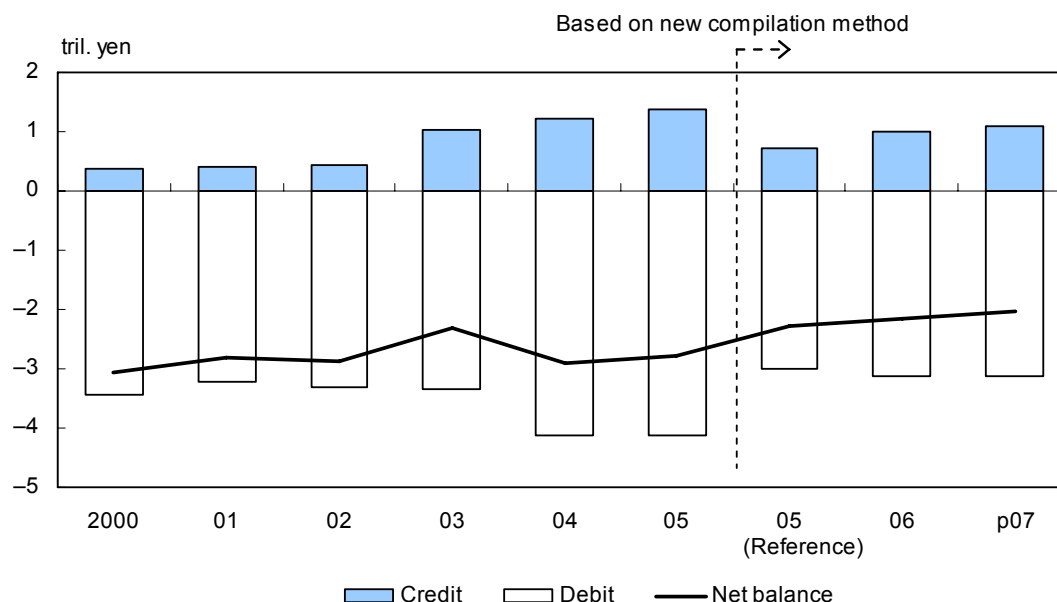 Based on new compilation method
tril. yen
2
1
0
–1
–2
–3
–4
–5
2000 01 02 03 04 05 05 06 p07
(Reference)
Credit Debit Net balance